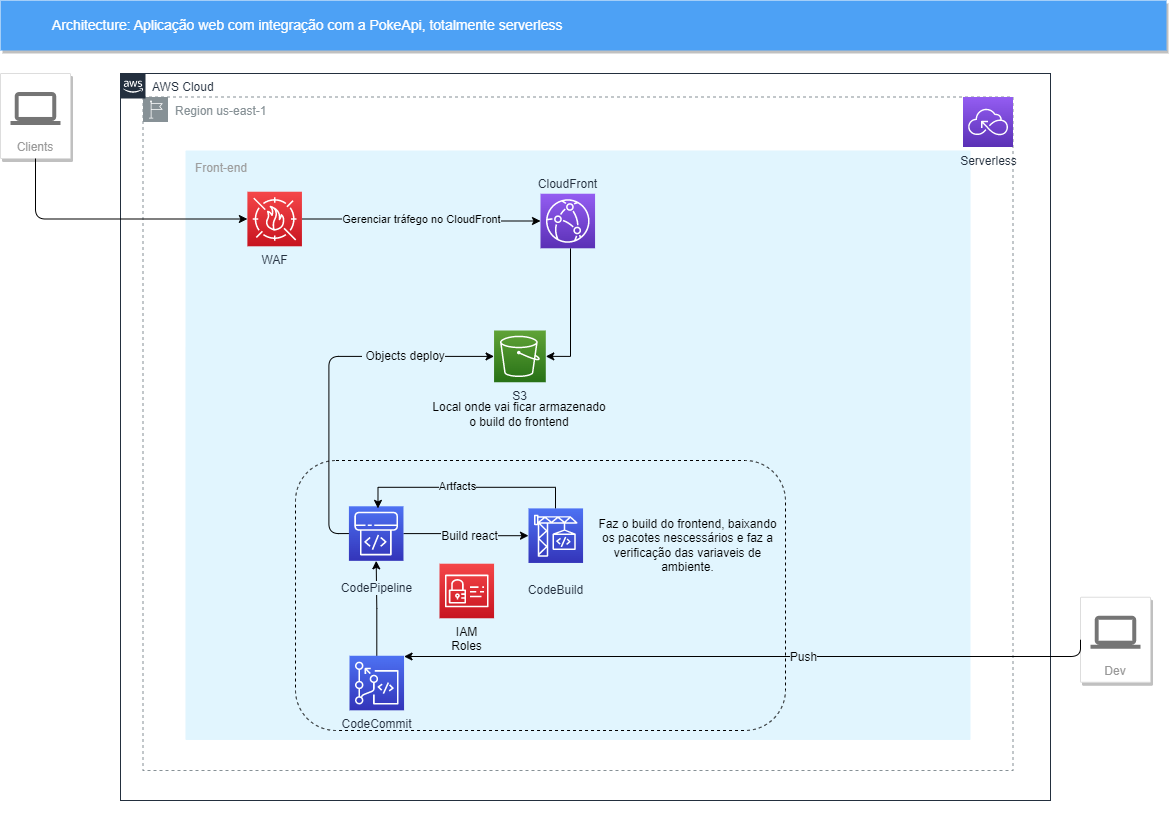 Architecture: Aplicação web com integração com a PokeApi, totalmente serverless
aws
AWS Cloud
Region us-east-1
Clients
Serverless
Front-end
CloudFront
Gerenciar tráfego no CloudFront
WAF
Objects deploy
S3
Local onde vai ficar armazenado
o build do frontend
Artfacts
Build react
Faz o build do frontend, baixando
os pacotes nescessários e faz a
verificação das variaveis de
ambiente.
CodePipeline
CodeBuild
IAM
Roles
Push
Dev
CodeCommit